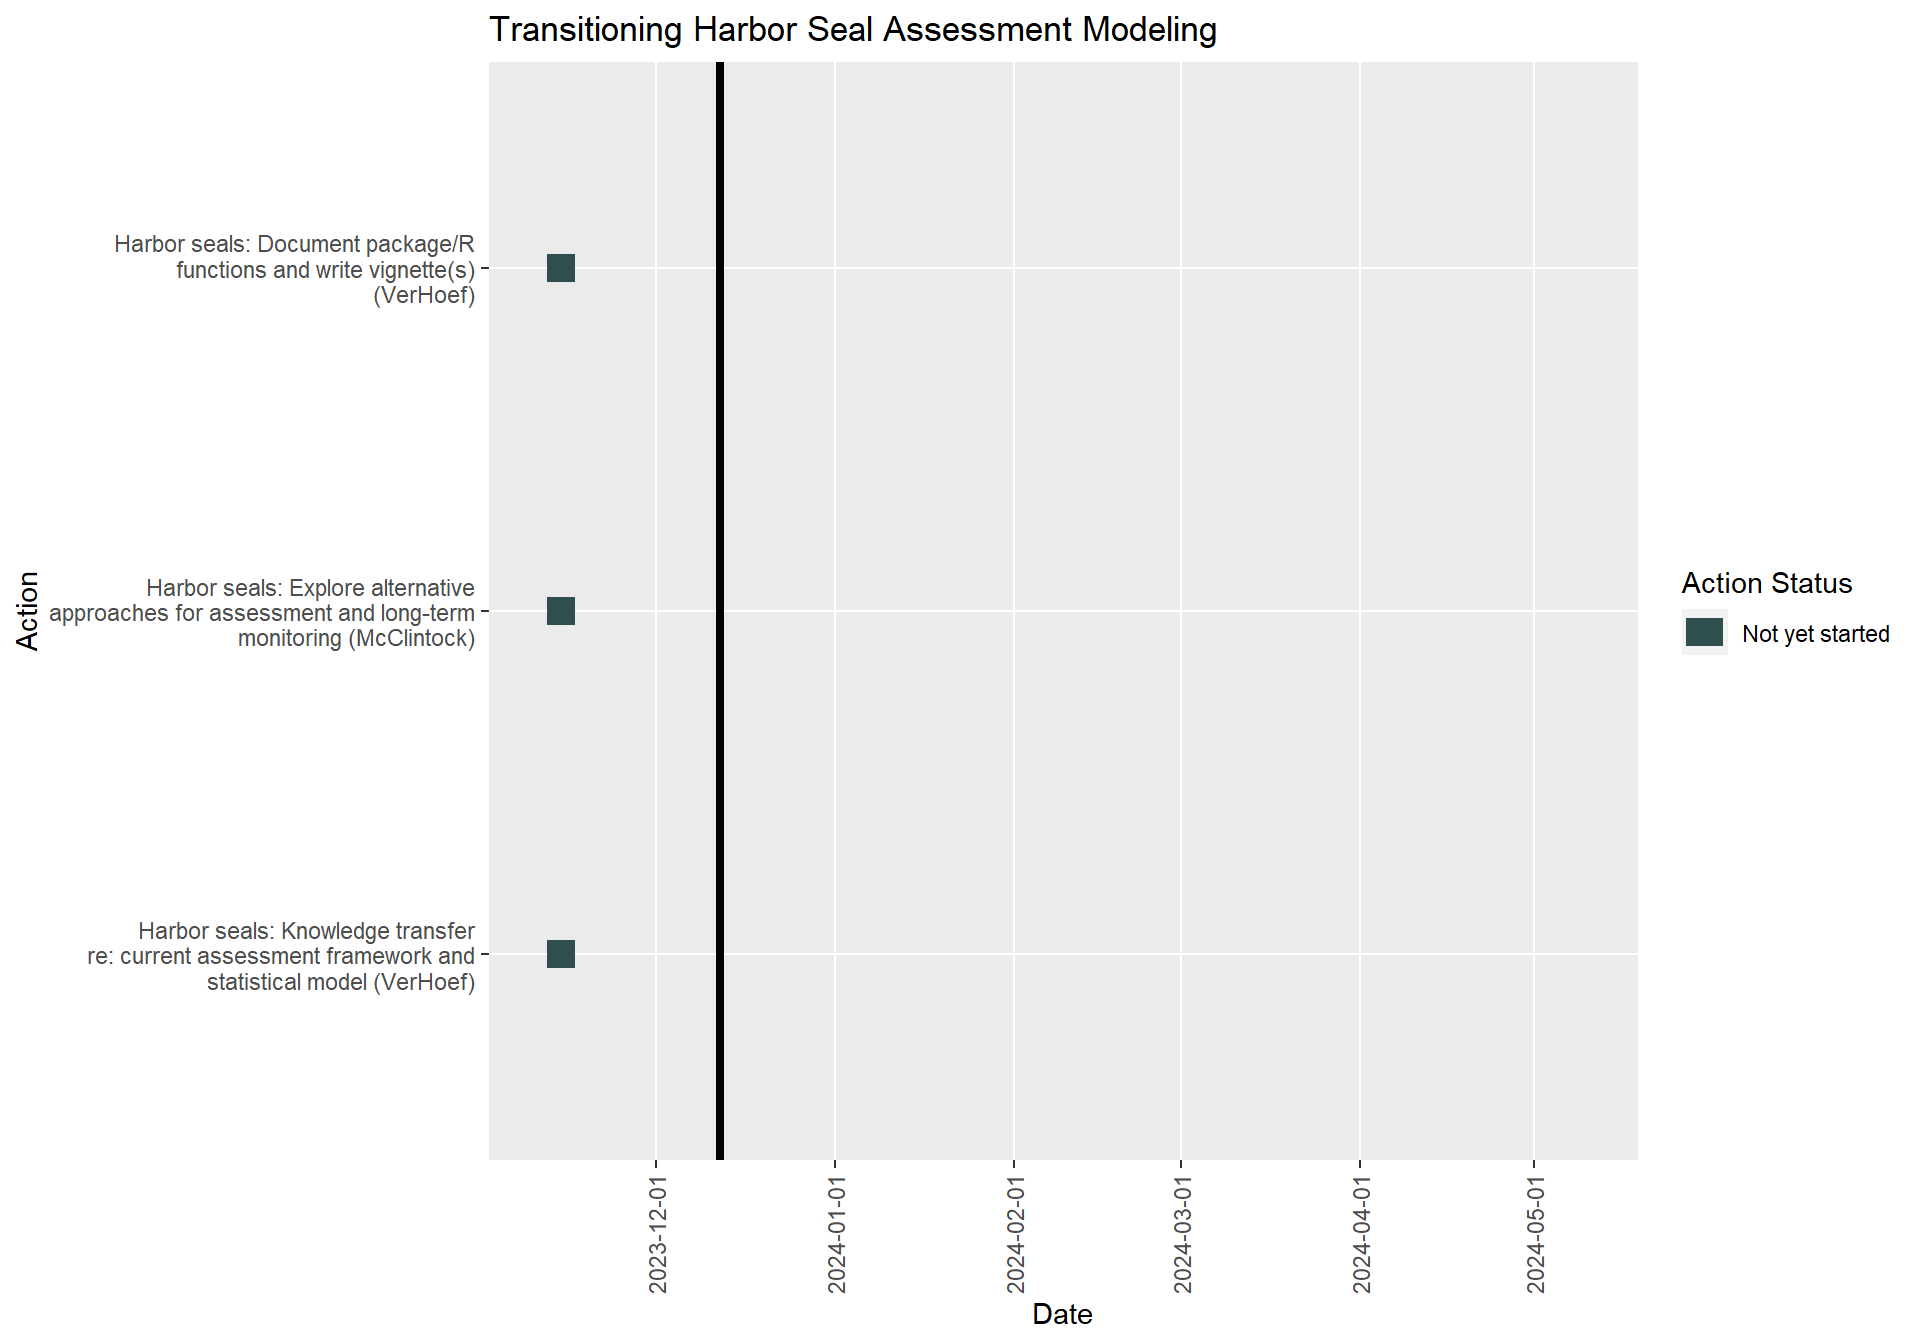 Transitioning Harbor Seal Assessment Modeling
Action
Harbor seals: Document package/R
functions and write vignette(s)
(VerHoef)
Harbor seals: Explore alternative
approaches for assessment and long-term
monitoring (McClintock)
Harbor seals: Knowledge transfer
re: current assessment framework and
statistical model (VerHoef)
2023-12-01
2024-01-01
2024-02-01
2024-03-01
2024-04-01
2024-05-01
Date
Action Status
Not yet started